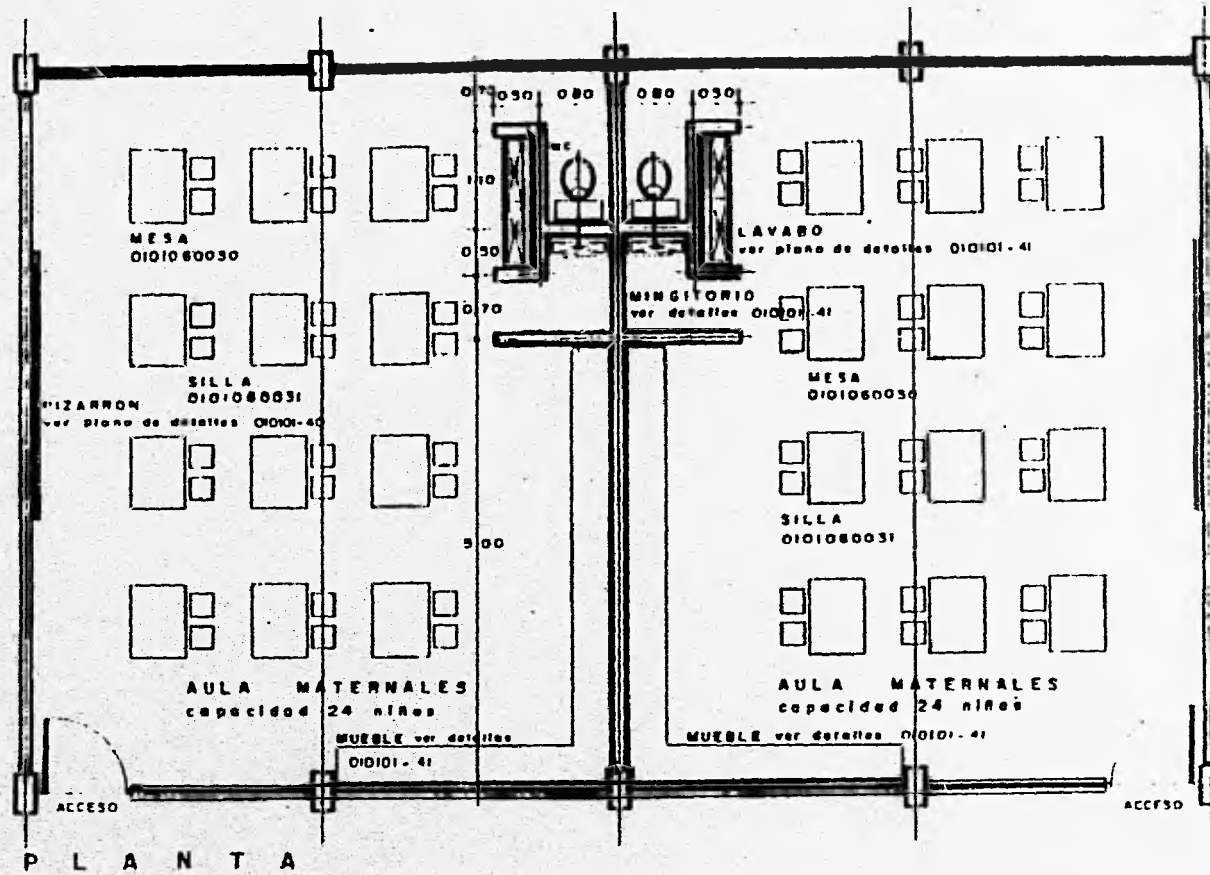 0.50 0.80 0.80 0.50
WC
1.10
0.50
0.70
5.00
MESA
0101060030
SILLA
0101060031
PIZARRON
ver plano de detalles 010101-40
LAVABO
ver plano de detalles 010101-41
MINGITORIO
ver detalles 010101-41
MESA
0101060030
SILLA
0101060031
AULA MATERNALES
capacidad 24 niños
AULA MATERNALES
capacidad 24 niños
MUEBLE ver detalles
010101-41
MUEBLE ver detalles 010101-41
ACCESO
ACCESO
PLANTA